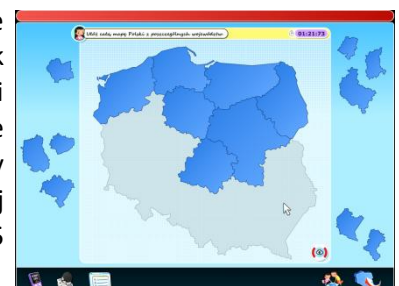 Ułóż całą mapę Polski z poszczególnych województw
01:21:73
e
k
i
e
y
j